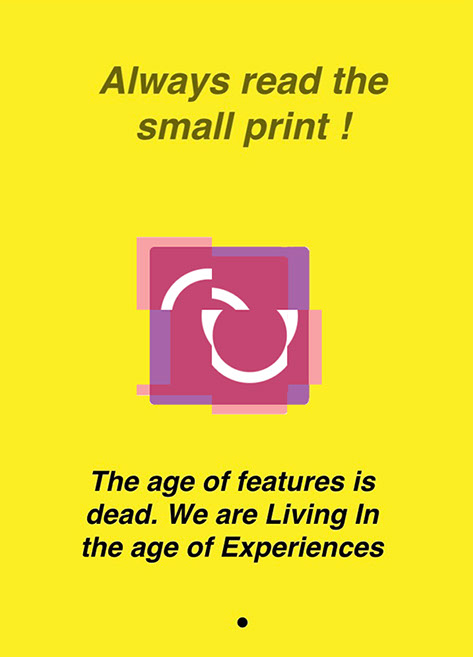 Always read the
small print !
The age of features is
dead. We are Living In
the age of Experiences